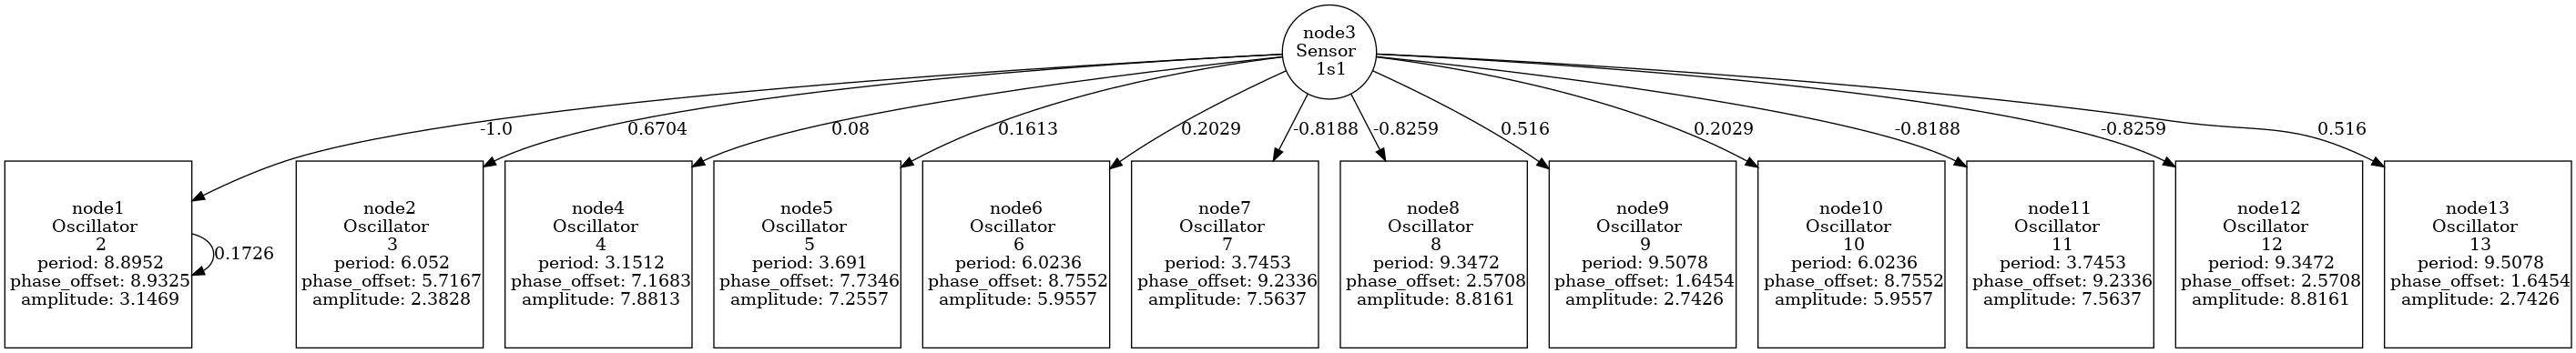 node3
Sensor
1s1
-1.0
0.6704
0.08
0.1613
0.2029
-0.8188
-0.8259
0.516
0.2029
-0.8188
-0.8259
0.516
node1
Oscillator
2
period: 8.8952
phase_offset: 8.9325
amplitude: 3.1469
0.1726
node2
Oscillator
3
period: 6.052
phase_offset: 5.7167
amplitude: 2.3828
node4
Oscillator
4
period: 3.1512
phase_offset: 7.1683
amplitude: 7.8813
node5
Oscillator
5
period: 3.691
phase_offset: 7.7346
amplitude: 7.2557
node6
Oscillator
6
period: 6.0236
phase_offset: 8.7552
amplitude: 5.9557
node7
Oscillator
7
period: 3.7453
phase_offset: 9.2336
amplitude: 7.5637
node8
Oscillator
8
period: 9.3472
phase_offset: 2.5708
amplitude: 8.8161
node9
Oscillator
9
period: 9.5078
phase_offset: 1.6454
amplitude: 2.7426
node10
Oscillator
10
period: 6.0236
phase_offset: 8.7552
amplitude: 5.9557
node11
Oscillator
11
period: 3.7453
phase_offset: 9.2336
amplitude: 7.5637
node12
Oscillator
12
period: 9.3472
phase_offset: 2.5708
amplitude: 8.8161
node13
Oscillator
13
period: 9.5078
phase_offset: 1.6454
amplitude: 2.7426